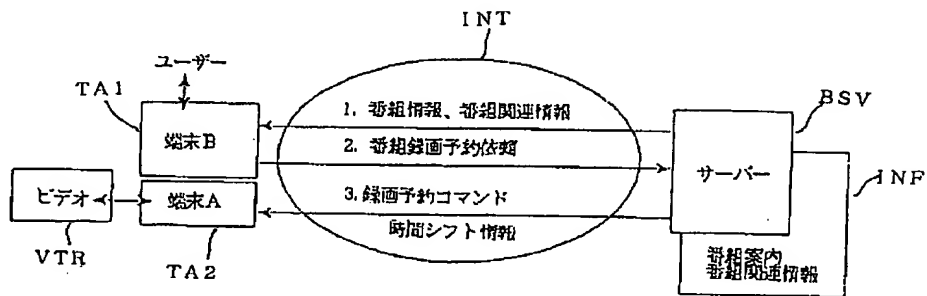 INT
ユーザー
TA1
BSV
1. 番組情報、番組関連情報
端末B
2. 番組録画予約依頼
サーバー
INF
ビデオ
端末A
3. 録画予約コマンド
時間シフト情報
VTR
TA2
番組案内
番組関連情報